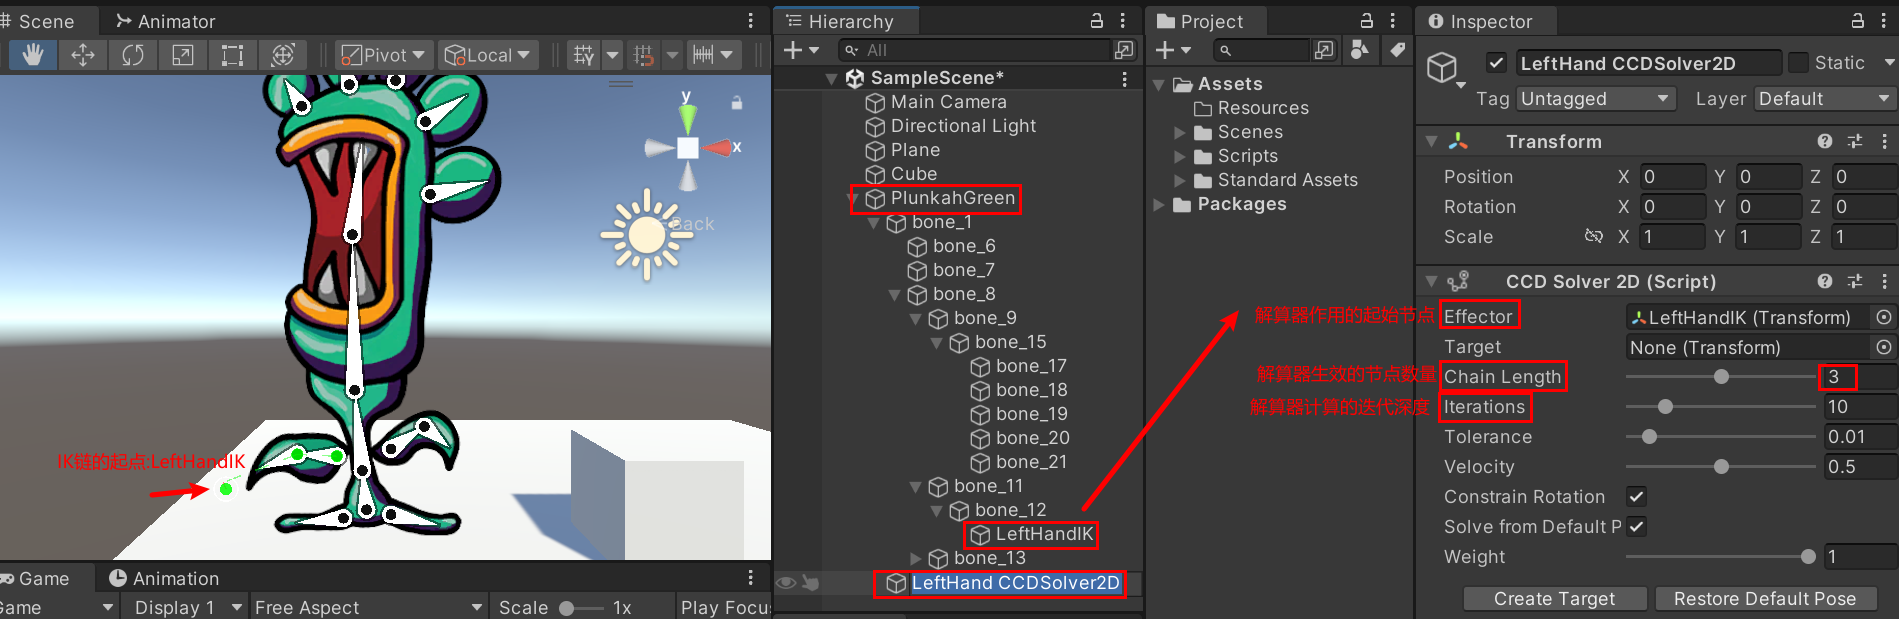 Scene
Animator
Pivot
Local
y
x
Back
IK链的起点:LeftHandIK
Game
Animation
Game
Display 1
Free Aspect
Scale
1x
Play Focu
Hierarchy
All
SampleScene*
Main Camera
Directional Light
Plane
Cube
PlunkahGreen
bone_1
bone_6
bone_7
bone_8
bone_9
bone_15
bone_17
bone_18
bone_19
bone_20
bone_21
bone_11
bone_12
LeftHandIK
bone_13
LeftHand CCDSolver2D
Project
Assets
Resources
Scenes
Scripts
Standard Assets
Packages
解算器作用的起始节点
解算器生效的节点数量
解算器计算的迭代深度
Inspector
LeftHand CCDSolver2D
Static
Tag Untagged
Layer Default
Transform
Position X 0 Y 0 Z 0
Rotation X 0 Y 0 Z 0
Scale X 1 Y 1 Z 1
CCD Solver 2D (Script)
Effector LeftHandIK (Transform)
Target None (Transform)
Chain Length 3
Iterations 10
Tolerance 0.01
Velocity 0.5
Constrain Rotation
Solve from Default P
Weight 1
Create Target
Restore Default Pose